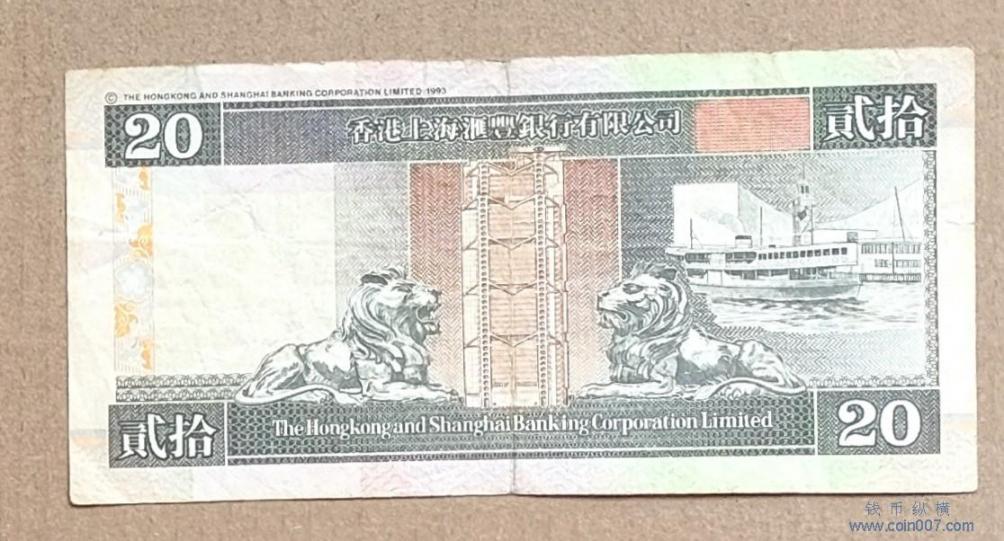 © THE HONGKONG AND SHANGHAI BANKING CORPORATION LIMITED 1993
20 香港上海滙豐銀行有限公司 貳拾
貳拾 The Hongkong and Shanghai Banking Corporation Limited 20
钱币纵横
www.coin007.com